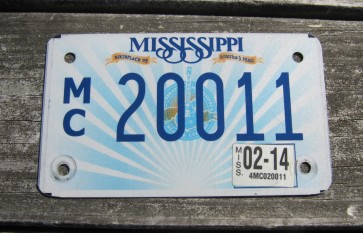 MISSISSIPPI
BIRTHPLACE OF AMERICA'S MUSIC
MC 20011
MISS. 02-14
4MC020011